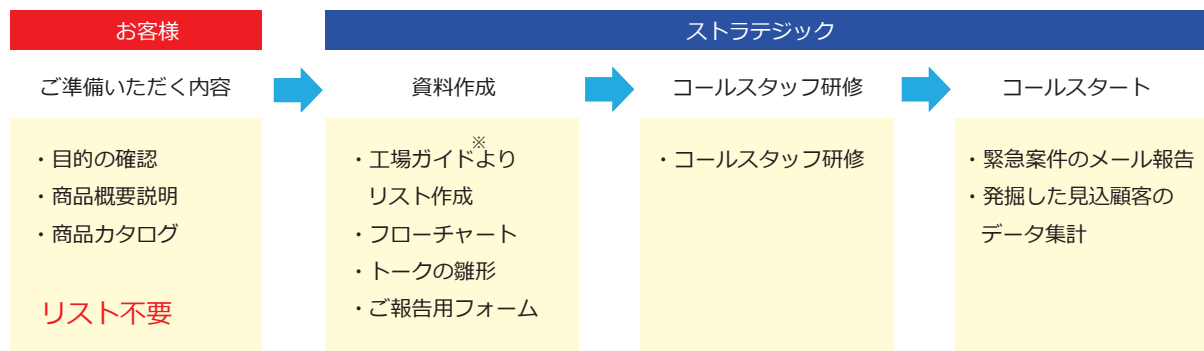 お客様
ストラテジック
ご準備いただく内容
資料作成
コールスタッフ研修
コールスタート
・目的の確認
・商品概要説明
・商品カタログ
リスト不要
※
・工場ガイドより
リスト作成
・フローチャート
・トークの雛形
・ご報告用フォーム
・コールスタッフ研修
・緊急案件のメール報告
・発掘した見込顧客の
データ集計